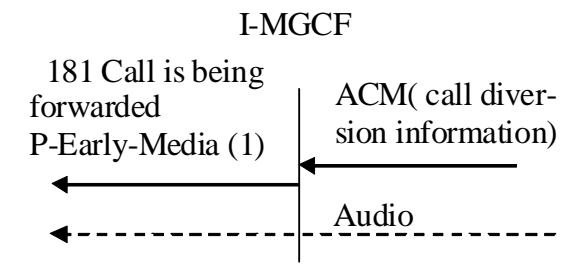 I-MGCF
181 Call is being
forwarded
P-Early-Media (1)
ACM( call diver-
sion information)
Audio